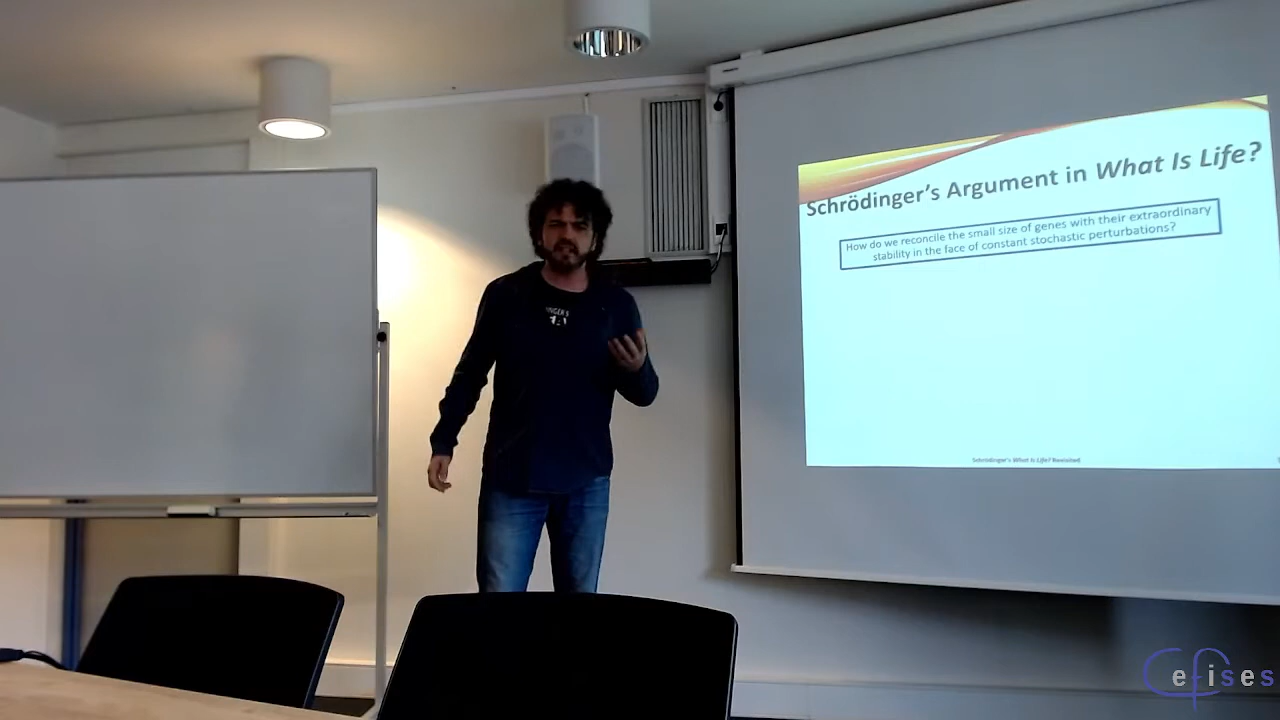 Schrödinger's Argument in What Is Life?
How do we reconcile the small size of genes with their extraordinary
stability in the face of constant stochastic perturbations?
Schrödinger's What Is Life? Revisited
efises